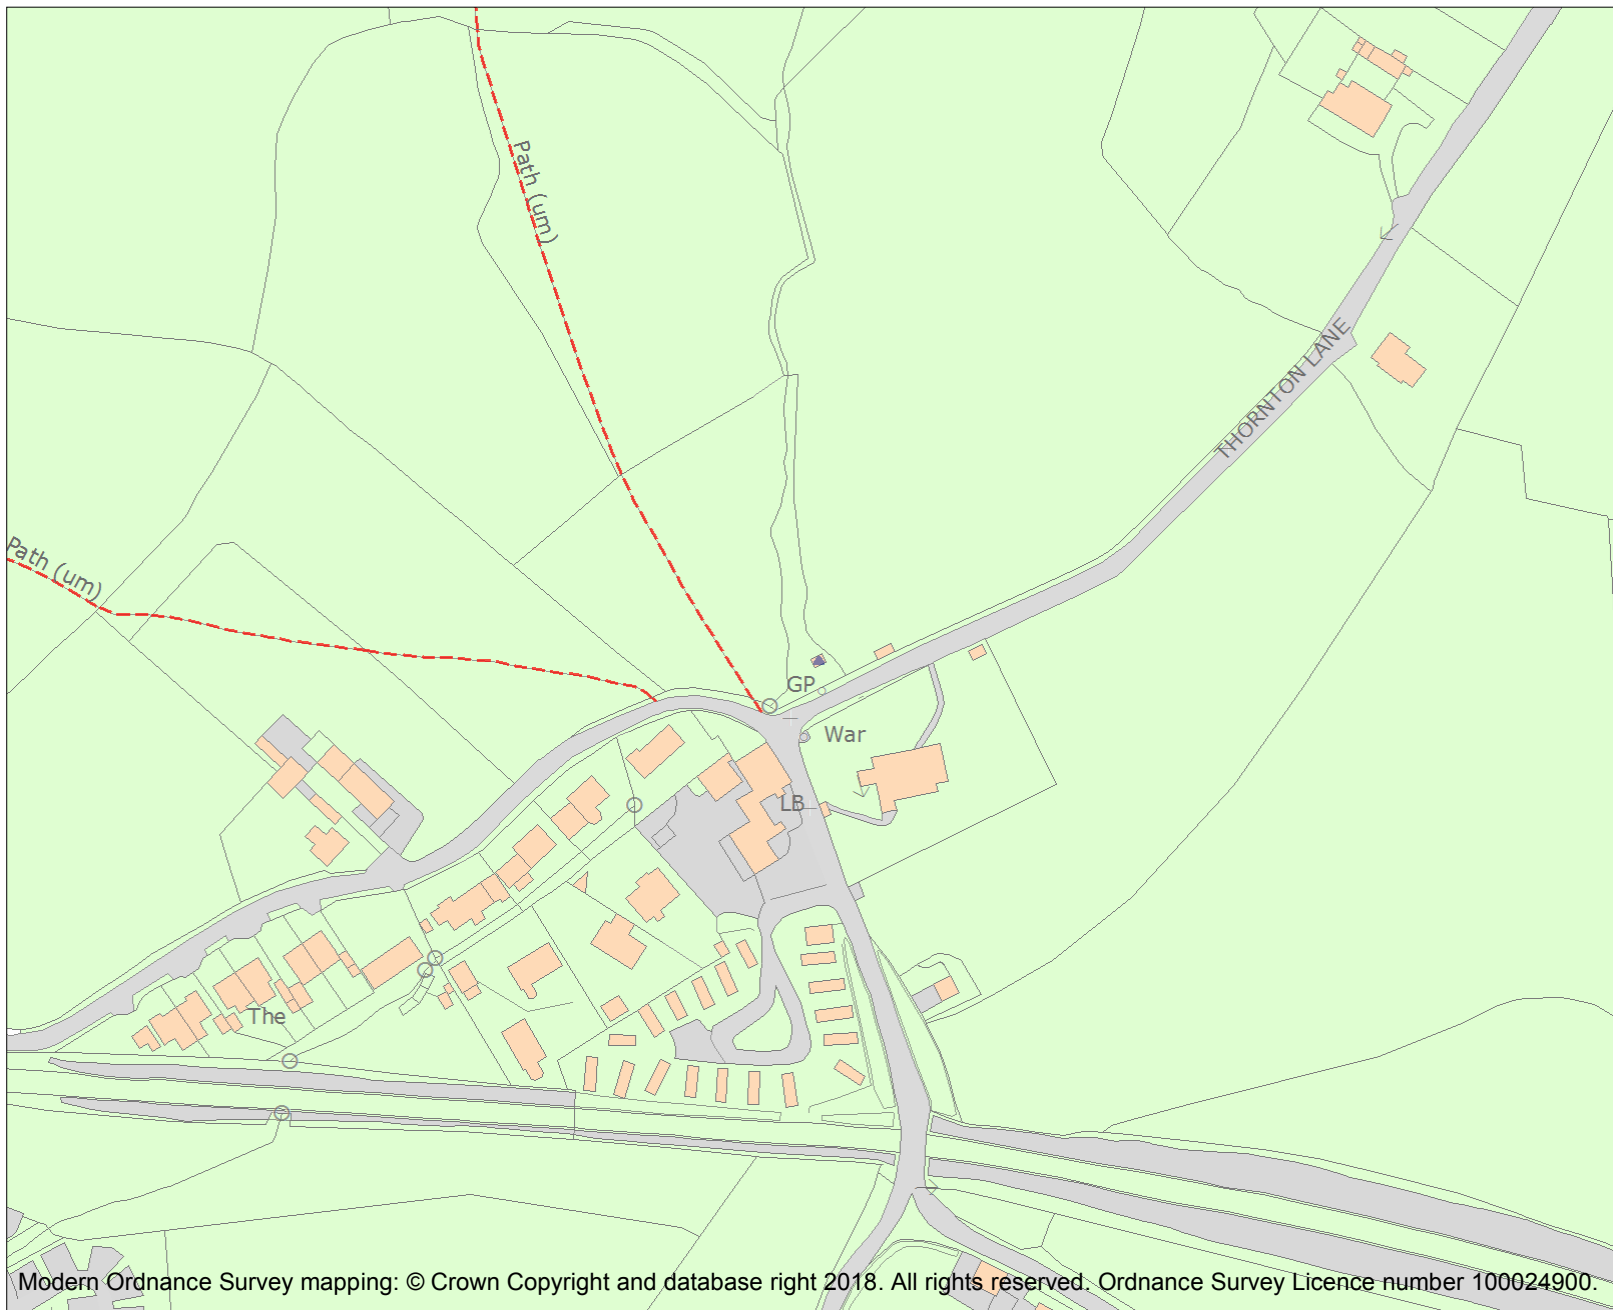 Path (um)
THORNTON LANE
Path (um)
GP
War
LB
The
Modern Ordnance Survey mapping: © Crown Copyright and database right 2018. All rights reserved. Ordnance Survey Licence number 100024900.